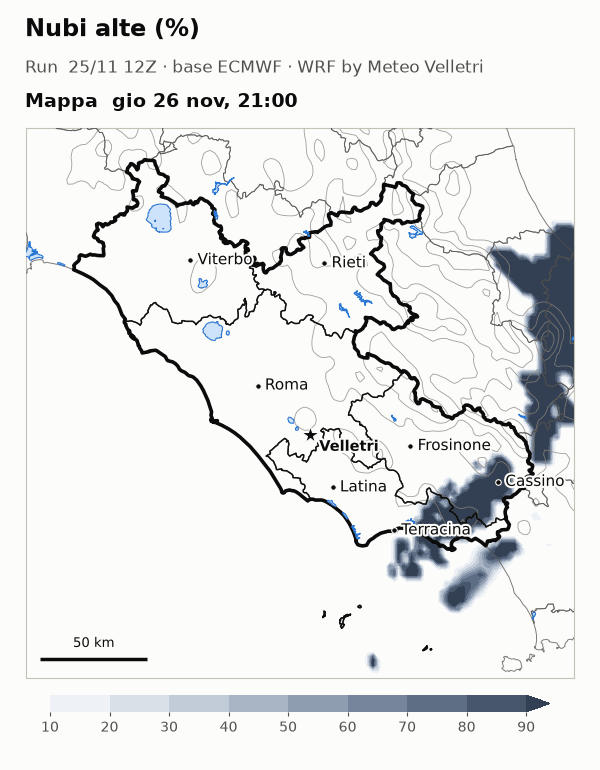 Nubi alte (%)
Run  25/11 12Z · base ECMWF · WRF by Meteo Velletri
Mappa  gio 26 nov, 21:00
Viterbo
Rieti
Roma
Velletri
Frosinone
Cassino
Latina
Terracina
50 km
10 20 30 40 50 60 70 80 90